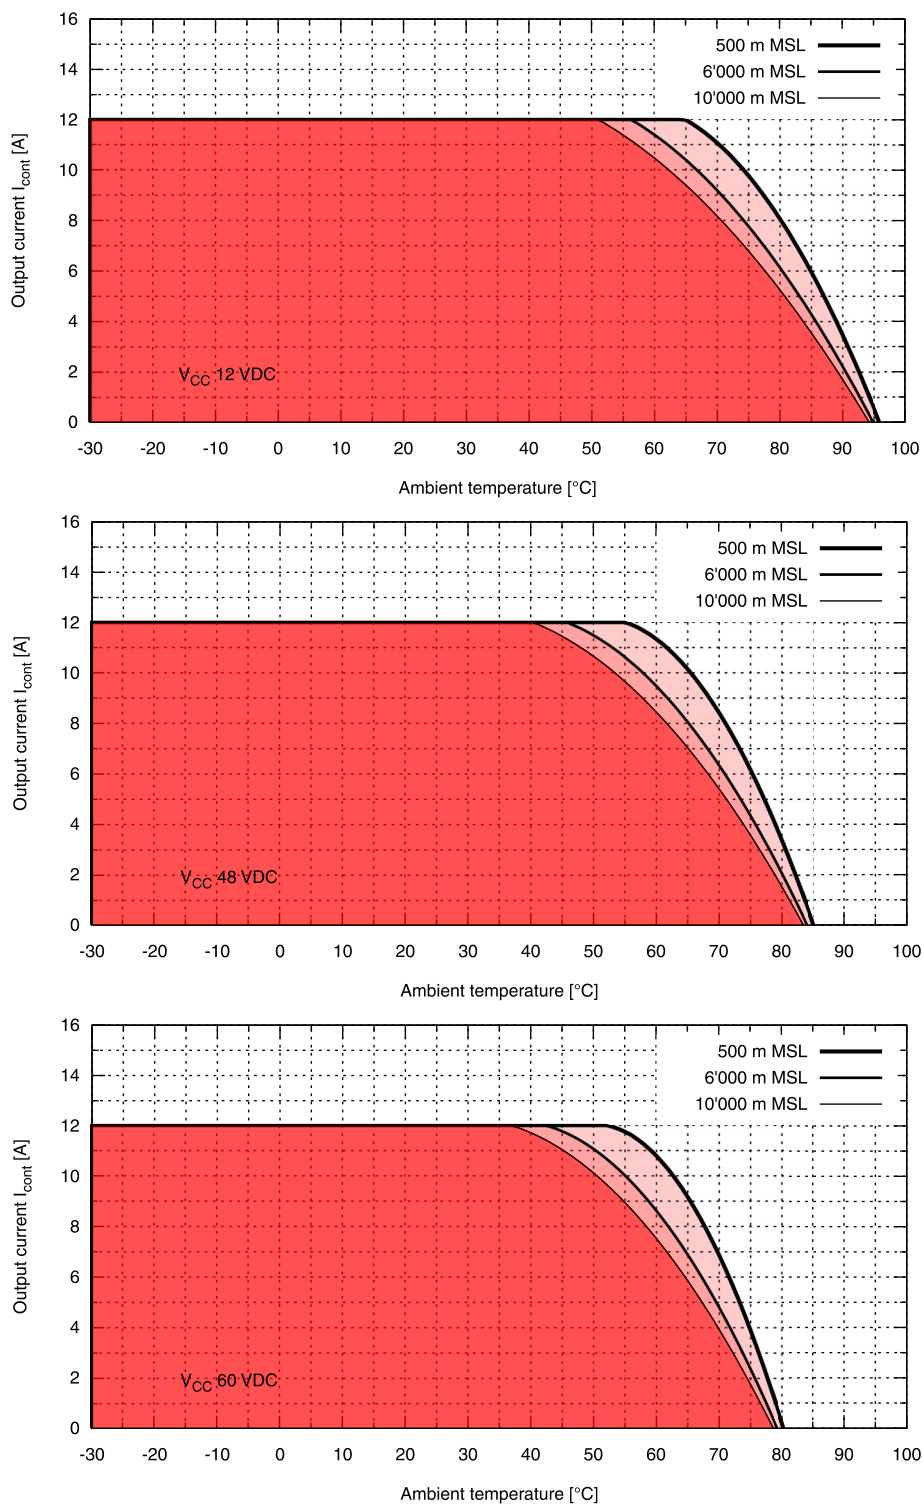 16
14
12
10
8
6
4
2
0
Output current Icont [A]
500 m MSL
6'000 m MSL
10'000 m MSL
VCC 12 VDC
-30 -20 -10 0 10 20 30 40 50 60 70 80 90 100
Ambient temperature [°C]
16
14
12
10
8
6
4
2
0
Output current Icont [A]
500 m MSL
6'000 m MSL
10'000 m MSL
VCC 48 VDC
-30 -20 -10 0 10 20 30 40 50 60 70 80 90 100
Ambient temperature [°C]
16
14
12
10
8
6
4
2
0
Output current Icont [A]
500 m MSL
6'000 m MSL
10'000 m MSL
VCC 60 VDC
-30 -20 -10 0 10 20 30 40 50 60 70 80 90 100
Ambient temperature [°C]